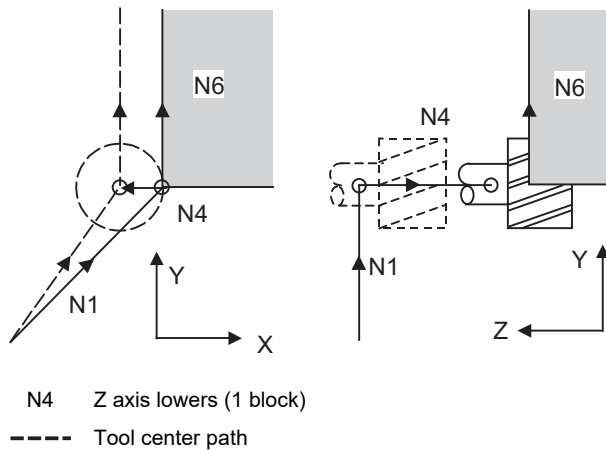 N6
N4
N1
Y
X
N6
N4
N1
Y
Z
N4 Z axis lowers (1 block)
Tool center path